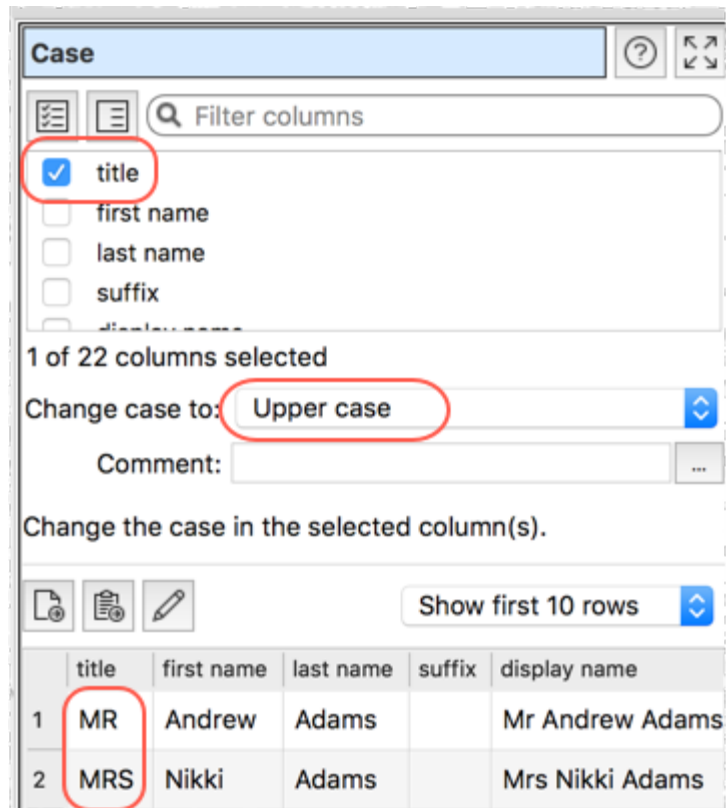 Case
Filter columns
title
first name
last name
suffix
display name
1 of 22 columns selected
Change case to: Upper case
Comment: ...
Change the case in the selected column(s).
Show first 10 rows
title first name last name suffix display name
1 MR Andrew Adams Mr Andrew Adams
2 MRS Nikki Adams Mrs Nikki Adams